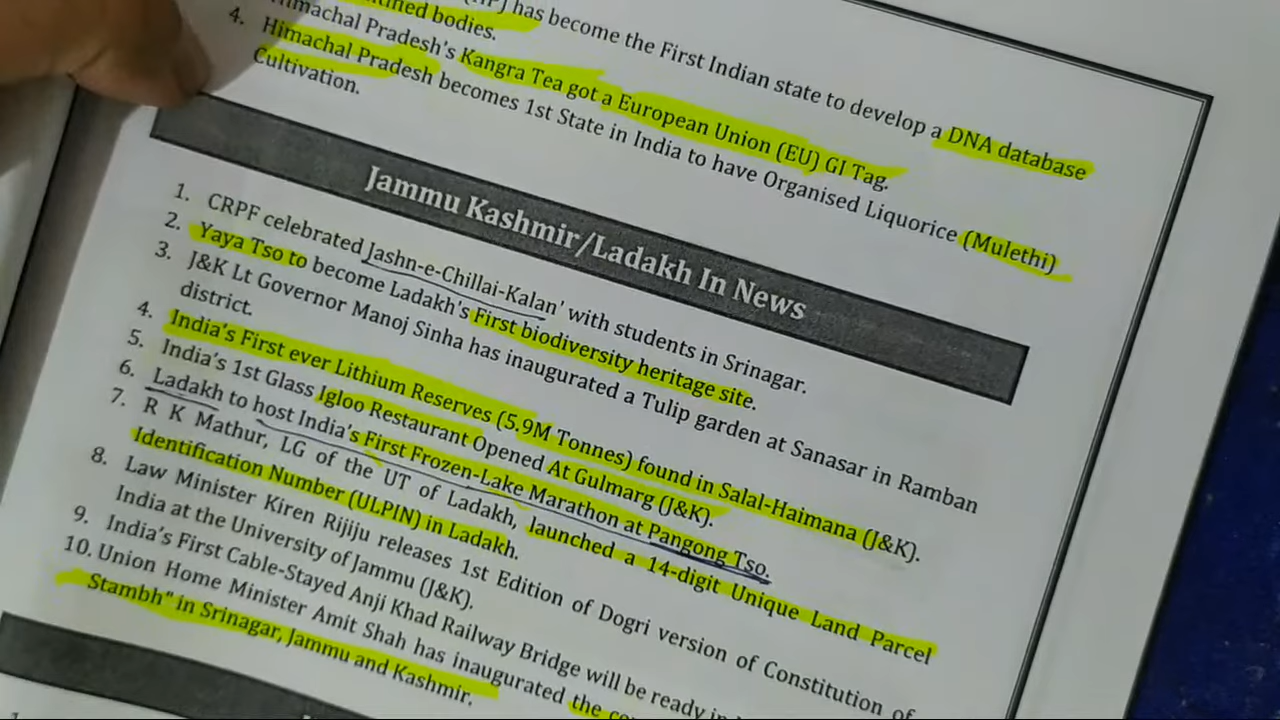 has become the First Indian state to develop a DNA database
bodies.
Himachal Pradesh's Kangra Tea got a European Union (EU) GI Tag.
4. Himachal Pradesh becomes 1st State in India to have Organised Liquorice (Mulethi)
Cultivation.
Jammu Kashmir/Ladakh In News
1. CRPF celebrated Jashn-e-Chillai-Kalan' with students in Srinagar.
2. Yaya Tso to become Ladakh's First biodiversity heritage site.
3. J&K Lt Governor Manoj Sinha has inaugurated a Tulip garden at Sanasar in Ramban
district.
4. India's First ever Lithium Reserves (5.9M Tonnes) found in Salal-Haimana (J&K).
5. India's 1st Glass Igloo Restaurant Opened At Gulmarg (J&K).
6. Ladakh to host India's First Frozen-Lake Marathon at Pangong Tso.
7. R K Mathur, LG of the UT of Ladakh, launched a 14-digit Unique Land Parcel
Identification Number (ULPIN) in Ladakh.
8. Law Minister Kiren Rijiju releases 1st Edition of Dogri version of Constitution of
India at the University of Jammu (J&K).
9. India's First Cable-Stayed Anji Khad Railway Bridge will be ready
10. Union Home Minister Amit Shah has inaugurated the
Stambh" in Srinagar, Jammu and Kashmir.